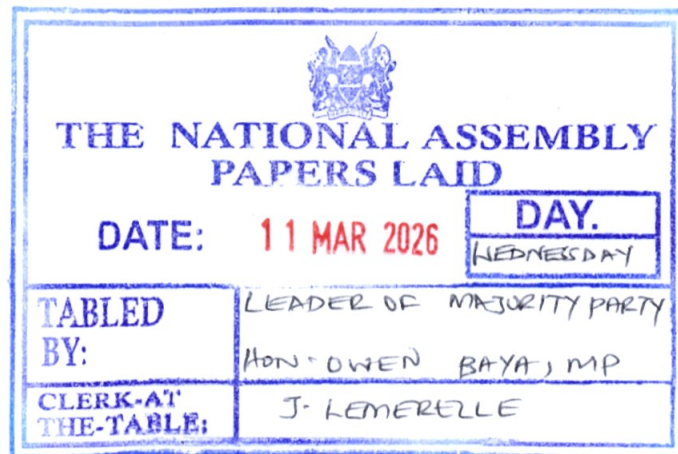 THE NATIONAL ASSEMBLY
PAPERS LAID
DATE: 11 MAR 2026
DAY.
WEDNESDAY
TABLED BY:
LEADER OF MAJORITY PARTY
HON. OWEN BAYA, MP
CLERK-AT THE-TABLE:
J. LEMERELLE